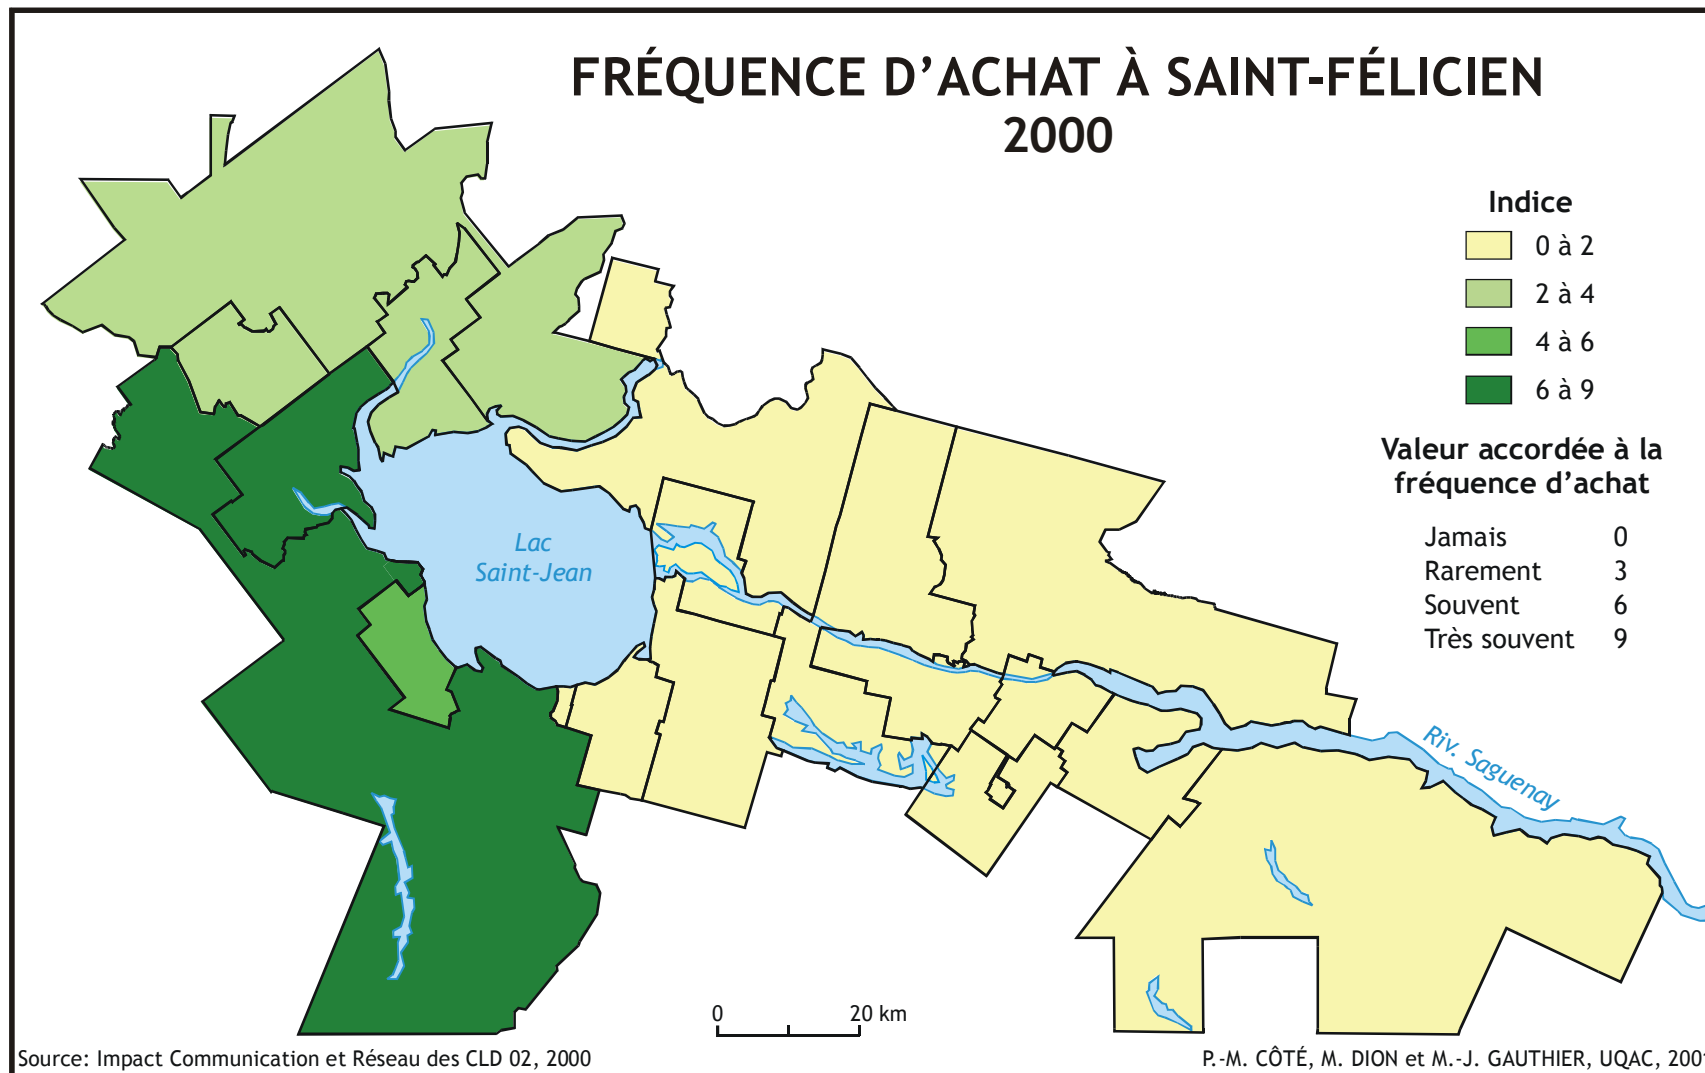 FRÉQUENCE D'ACHAT À SAINT-FÉLICIEN
2000
Indice
0 à 2
2 à 4
4 à 6
6 à 9
Valeur accordée à la
fréquence d'achat
Jamais 0
Rarement 3
Souvent 6
Très souvent 9
Lac
Saint-Jean
Riv. Saguenay
0 20 km
Source: Impact Communication et Réseau des CLD 02, 2000
P.-M. CÔTÉ, M. DION et M.-J. GAUTHIER, UQAC, 2001